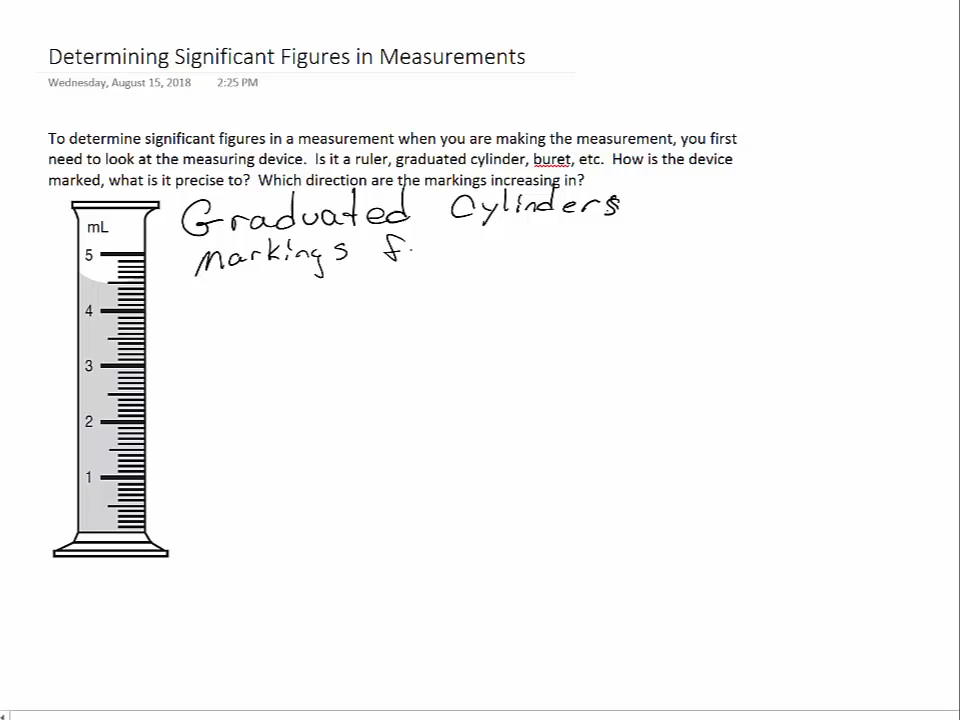 Determining Significant Figures in Measurements
Wednesday, August 15, 2018 2:25 PM
To determine significant figures in a measurement when you are making the measurement, you first
need to look at the measuring device. Is it a ruler, graduated cylinder, buret, etc. How is the device
marked, what is it precise to? Which direction are the markings increasing in?
Graduated Cylinders
markings
mL
5
4
3
2
1